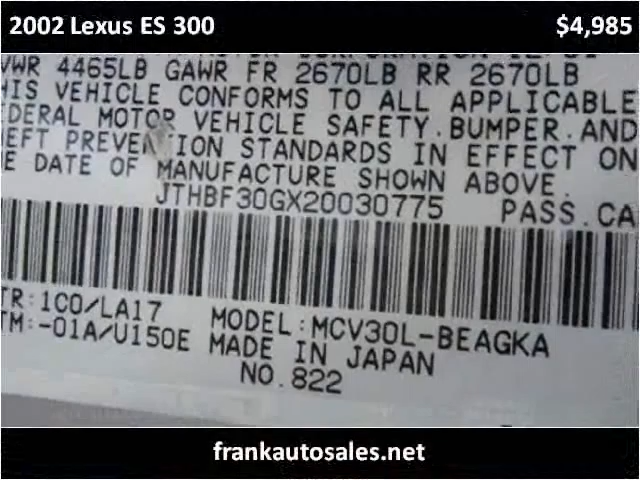 2002 Lexus ES 300 $4,985
VWR 4465LB GAWR FR 2670LB RR 2670LB
HIS VEHICLE CONFORMS TO ALL APPLICABLE
EDERAL MOTOR VEHICLE SAFETY.BUMPER.AND
HEFT PREVENTION STANDARDS IN EFFECT ON
E DATE OF MANUFACTURE SHOWN ABOVE.
JTHBF30GX20030775 PASS.CA
TR:1C0/LA17 MODEL:MCV30L-BEAGKA
TM:-01A/U150E MADE IN JAPAN
NO.822
frankautosales.net